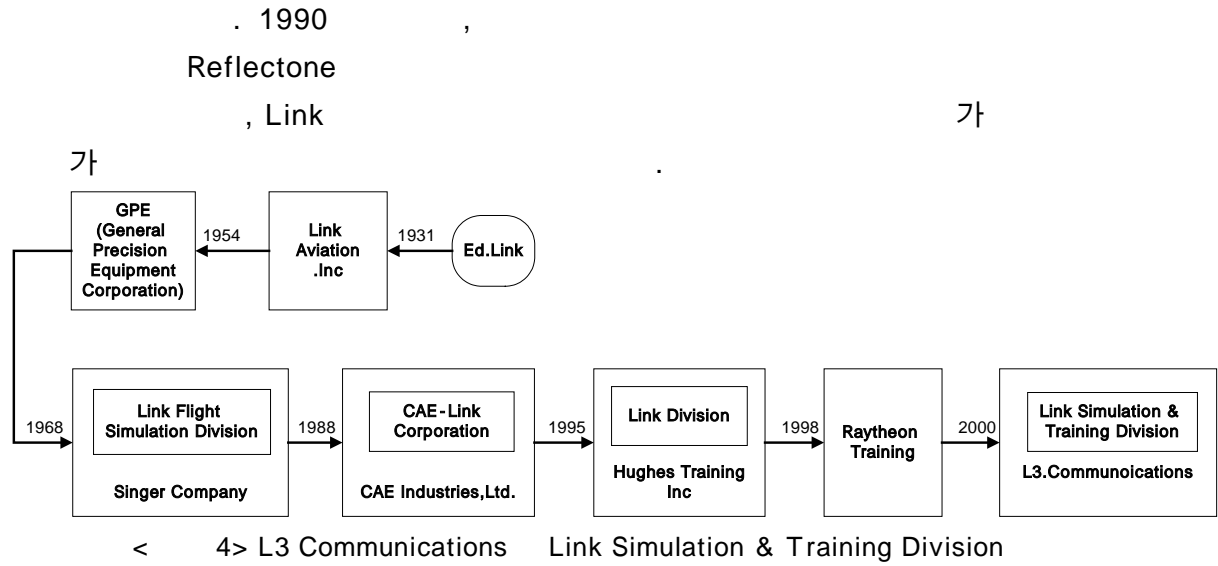 . 1990 ,
Reflectone
, Link 가
가 .
GPE
(General
Precision
Equipment
Corporation)
1954
Link
Aviation
.Inc
1931
Ed.Link
1968
Link Flight
Simulation Division
Singer Company
1988
CAE-Link
Corporation
CAE Industries,Ltd.
1995
Link Division
Hughes Training
Inc
1998
Raytheon
Training
2000
Link Simulation &
Training Division
L3.Communoications
< 4> L3 Communications Link Simulation & Training Division